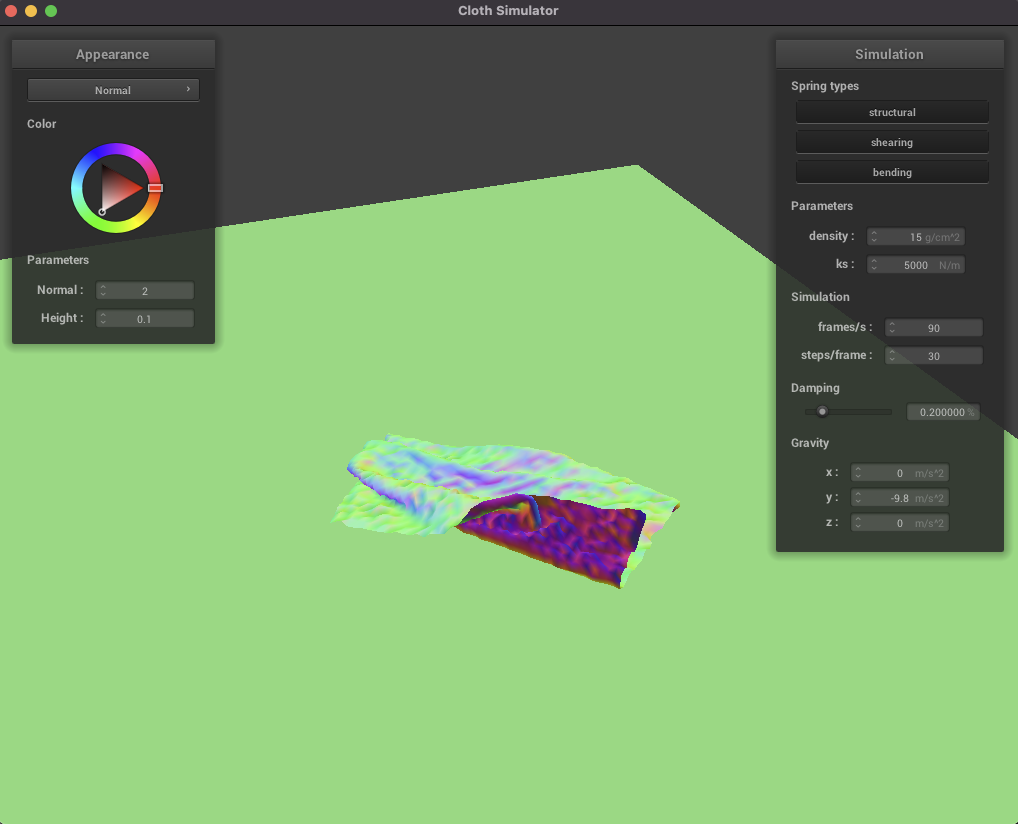 Cloth Simulator
Appearance
Normal
Color
Parameters
Normal : 2
Height : 0.1
Simulation
Spring types
structural
shearing
bending
Parameters
density : 15 g/cm^2
ks : 5000 N/m
Simulation
frames/s : 90
steps/frame : 30
Damping
0.200000 %
Gravity
x : 0 m/s^2
y : -9.8 m/s^2
z : 0 m/s^2